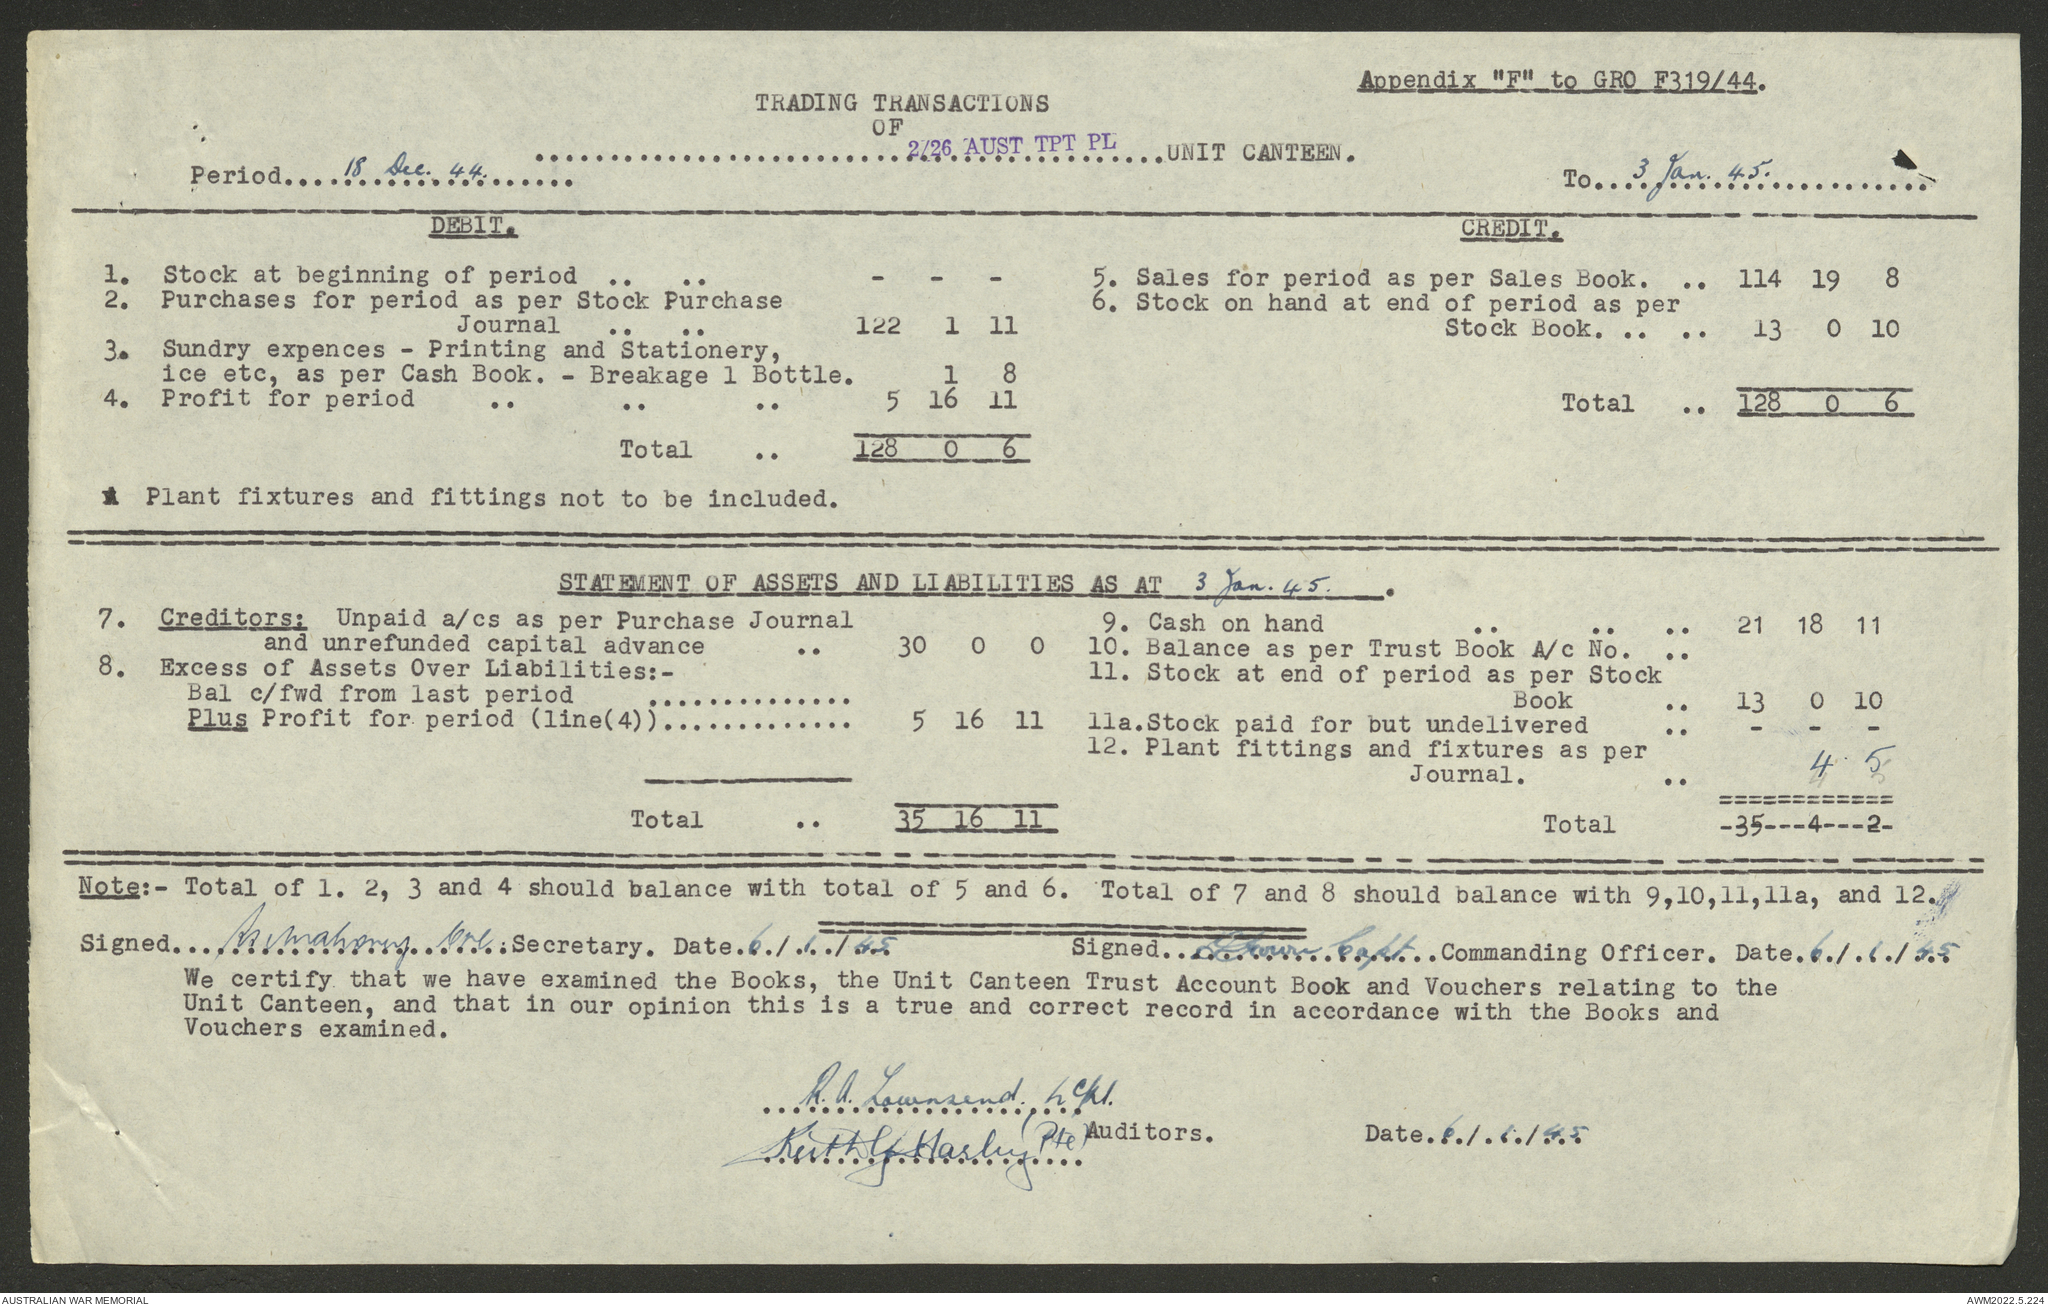 Appendix "F" to GRO F319/44.
TRADING TRANSACTIONS
OF
2/26 AUST TPT PL UNIT CANTEEN.
Period....18 Dec. 44. To...3 Jan. 45.
DEBIT. CREDIT.
1. Stock at beginning of period .. .. - - -
2. Purchases for period as per Stock Purchase
Journal .. .. 122 1 11
3. Sundry expences - Printing and Stationery,
ice etc, as per Cash Book. - Breakage 1 Bottle. 1 8
4. Profit for period .. .. .. 5 16 11
Total .. 128 0 6
5. Sales for period as per Sales Book. .. 114 19 8
6. Stock on hand at end of period as per
Stock Book. .. .. 13 0 10
Total .. 128 0 6
Plant fixtures and fittings not to be included.
STATEMENT OF ASSETS AND LIABILITIES AS AT 3 Jan. 45.
7. Creditors: Unpaid a/cs as per Purchase Journal
and unrefunded capital advance .. 30 0 0
8. Excess of Assets Over Liabilities:-
Bal c/fwd from last period ..............
Plus Profit for period (line(4)).............. 5 16 11
Total .. 35 16 11
9. Cash on hand .. .. .. 21 18 11
10. Balance as per Trust Book A/c No. ..
11. Stock at end of period as per Stock
Book .. 13 0 10
11a.Stock paid for but undelivered .. - - -
12. Plant fittings and fixtures as per
Journal. .. 4 5
Total -35---4---2-
Note:- Total of 1. 2, 3 and 4 should balance with total of 5 and 6. Total of 7 and 8 should balance with 9,10,11,11a, and 12.
Signed.... Secretary. Date.6./.1./45 Signed... Capt...Commanding Officer. Date.6./.1./45
We certify that we have examined the Books, the Unit Canteen Trust Account Book and Vouchers relating to the
Unit Canteen, and that in our opinion this is a true and correct record in accordance with the Books and
Vouchers examined.
R. A. Townsend. L cpl.
Keith G Hasluy (Pte) Auditors. Date.6./.1./45
AUSTRALIAN WAR MEMORIAL AWM2022.5.224